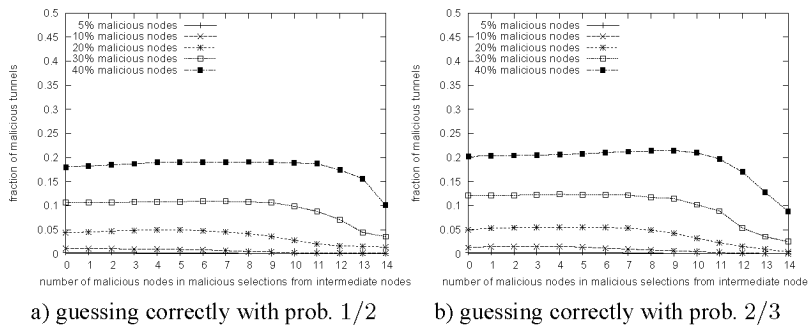 0.5
0.45
0.4
0.35
0.3
0.25
0.2
0.15
0.1
0.05
0
fraction of malicious tunnels
5% malicious nodes
10% malicious nodes
20% malicious nodes
30% malicious nodes
40% malicious nodes
0 1 2 3 4 5 6 7 8 9 10 11 12 13 14
number of malicious nodes in malicious selections from intermediate nodes
a) guessing correctly with prob. 1/2
0.5
0.45
0.4
0.35
0.3
0.25
0.2
0.15
0.1
0.05
0
fraction of malicious tunnels
5% malicious nodes
10% malicious nodes
20% malicious nodes
30% malicious nodes
40% malicious nodes
0 1 2 3 4 5 6 7 8 9 10 11 12 13 14
number of malicious nodes in malicious selections from intermediate nodes
b) guessing correctly with prob. 2/3